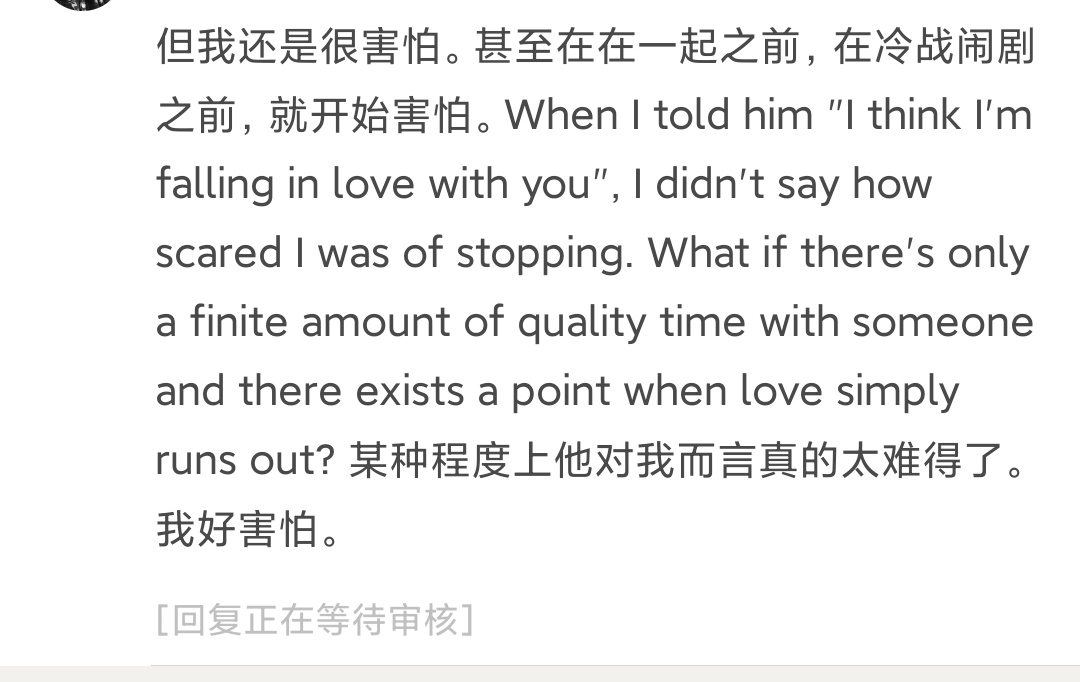 但我还是很害怕。甚至在在一起之前，在冷战闹剧
之前，就开始害怕。When I told him "I think I'm
falling in love with you", I didn't say how
scared I was of stopping. What if there's only
a finite amount of quality time with someone
and there exists a point when love simply
runs out? 某种程度上他对我而言真的太难得了。
我好害怕。
[回复正在等待审核]